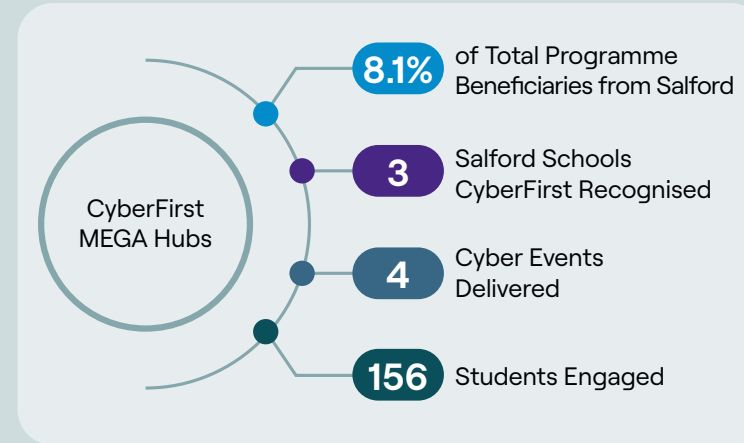 CyberFirst
MEGA Hubs
8.1%
of Total Programme
Beneficiaries from Salford
3
Salford Schools
CyberFirst Recognised
4
Cyber Events
Delivered
156
Students Engaged